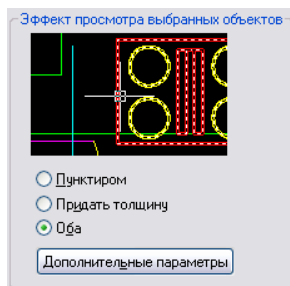 Эффект просмотра выбранных объектов
Пунктиром
Придать толщину
Оба
Дополнительные параметры